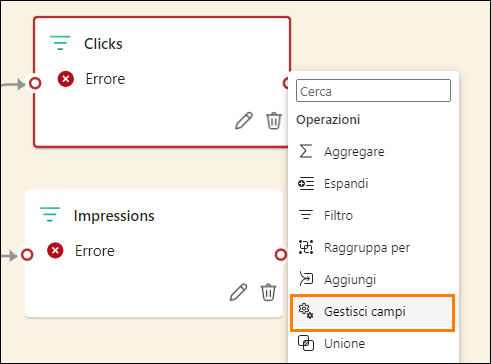 Clicks
Errore
Impressions
Errore
Cerca
Operazioni
Aggregare
Espandi
Filtro
Raggruppa per
Aggiungi
Gestisci campi
Unione